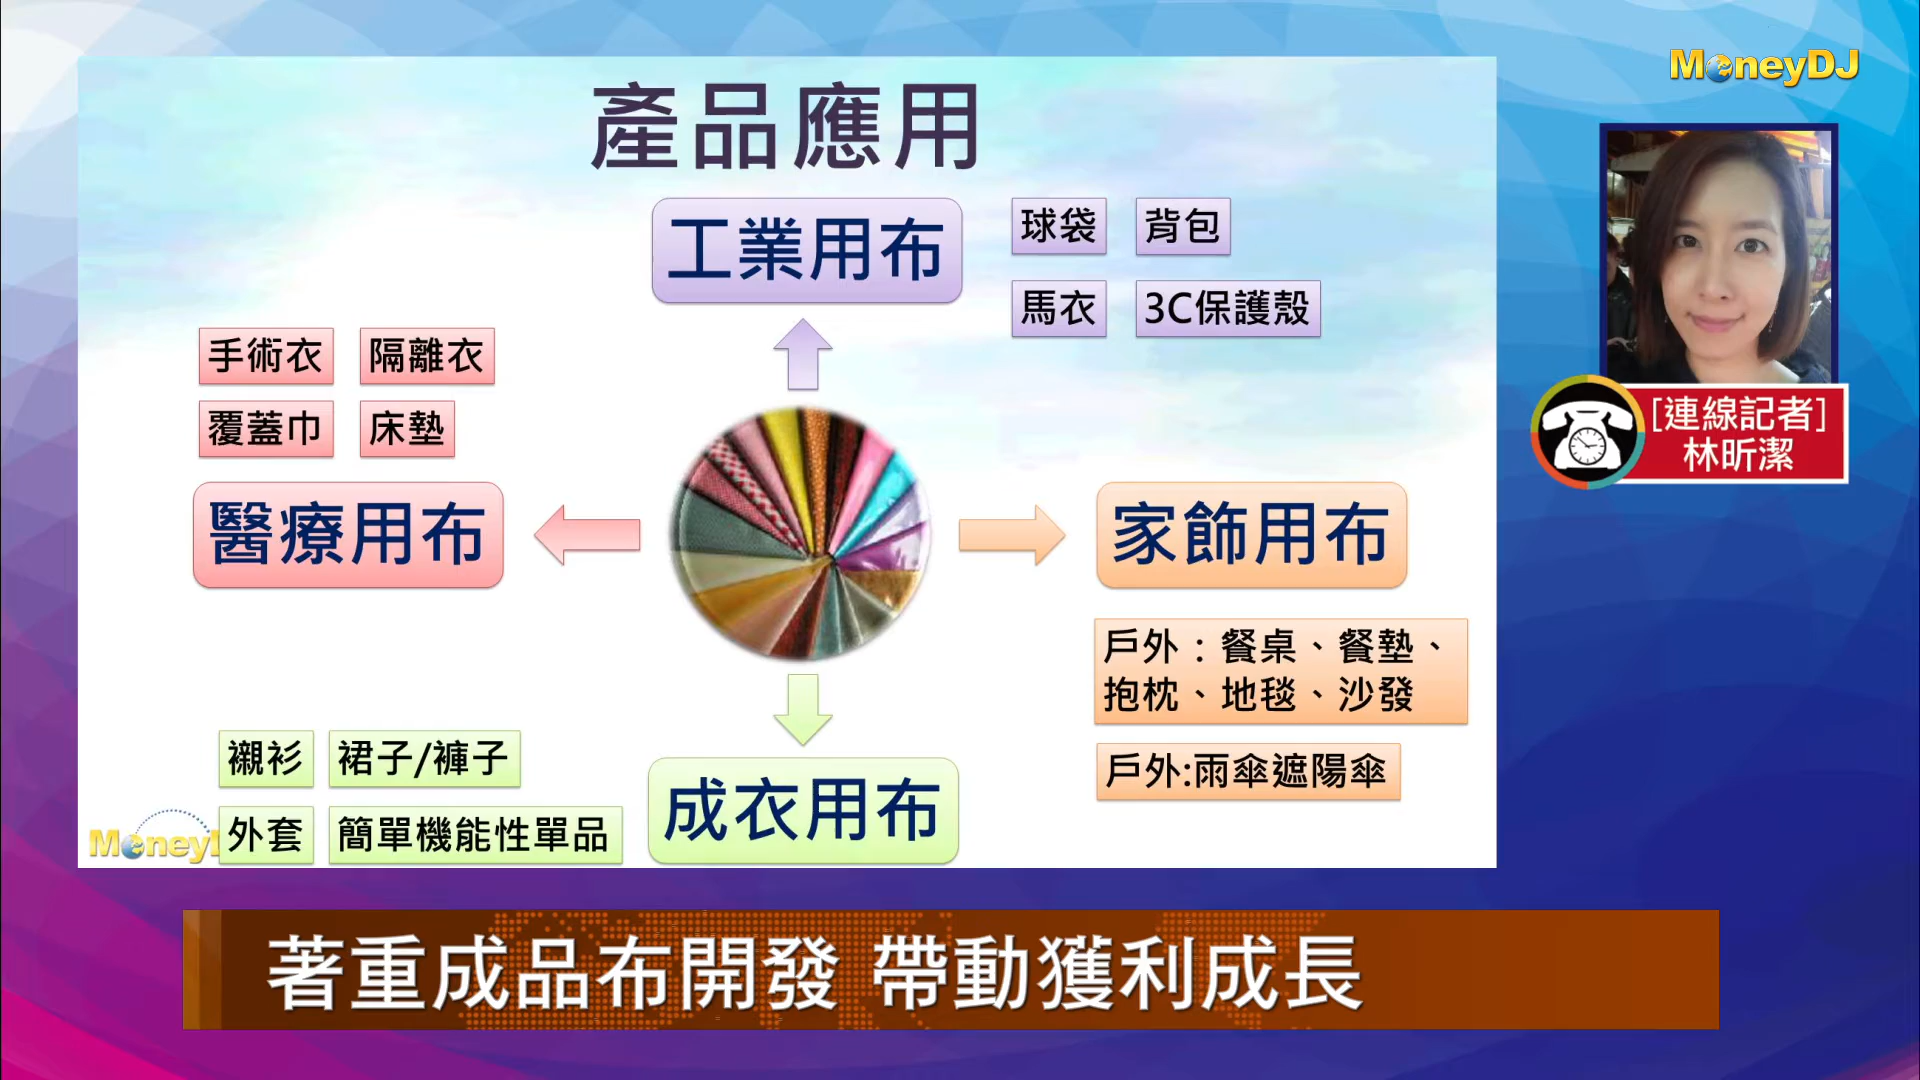 MoneyDJ
產品應用
工業用布
球袋
背包
馬衣
3C保護殼
手術衣
隔離衣
覆蓋巾
床墊
醫療用布
家飾用布
戶外：餐桌、餐墊、
抱枕、地毯、沙發
戶外:雨傘遮陽傘
襯衫
裙子/褲子
外套
簡單機能性單品
成衣用布
[連線記者]
林昕潔
著重成品布開發 帶動獲利成長